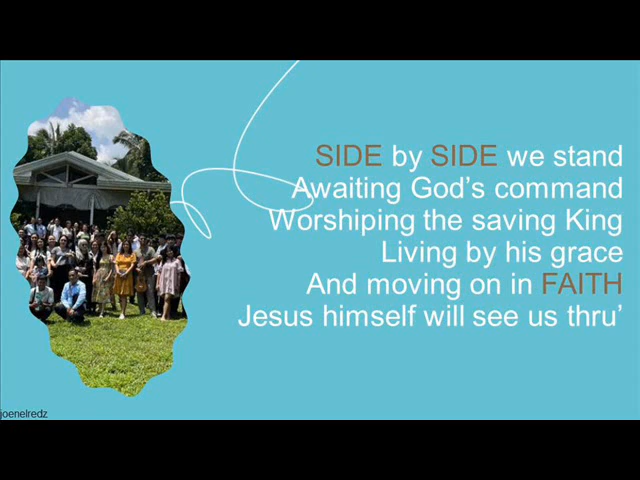 SIDE by SIDE we stand
Awaiting God's command
Worshiping the saving King
Living by his grace
And moving on in FAITH
Jesus himself will see us thru'
joenelredz